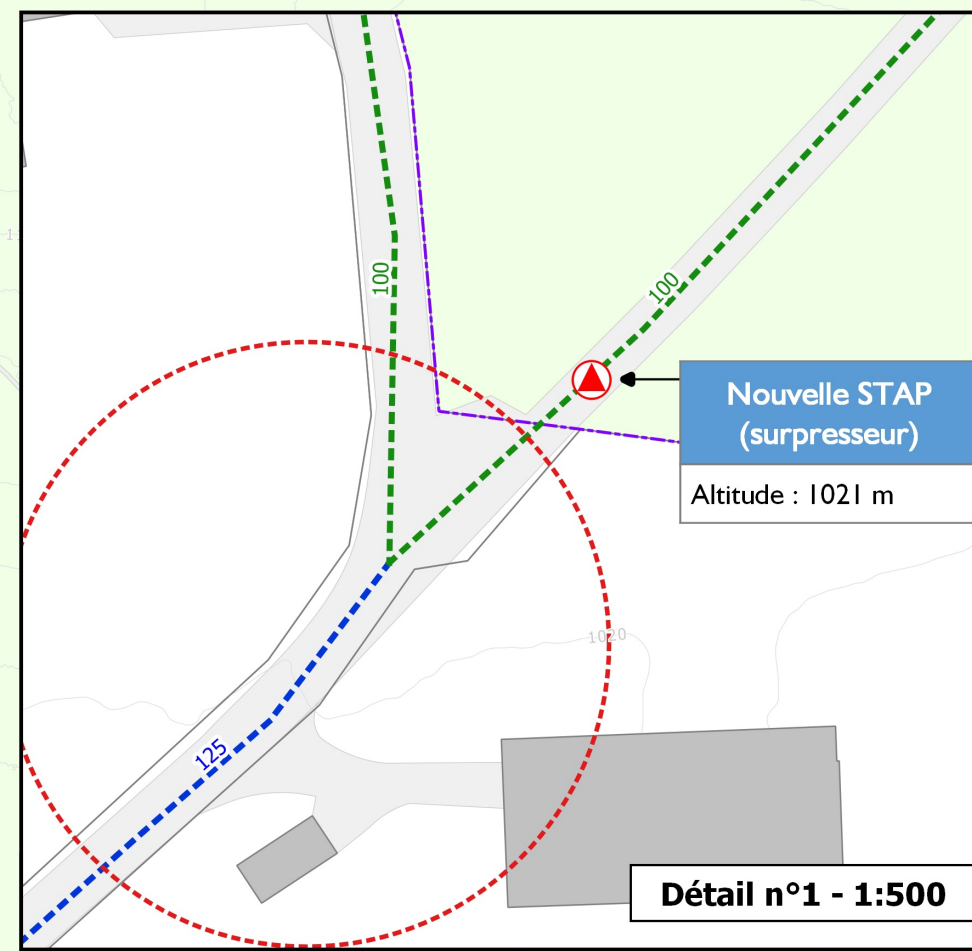 100
100
Nouvelle STAP
(surpresseur)
Altitude : 1021 m
1020
125
Détail n°1 - 1:500